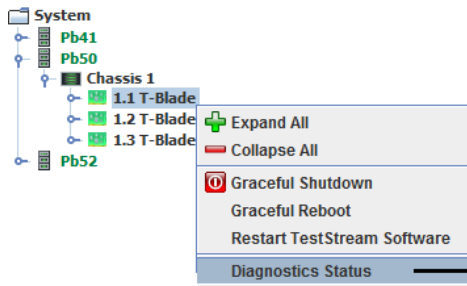 System
Pb41
Pb50
Chassis 1
1.1 T-Blade
1.2 T-Blade
1.3 T-Blade
Pb52
Expand All
Collapse All
Graceful Shutdown
Graceful Reboot
Restart TestStream Software
Diagnostics Status